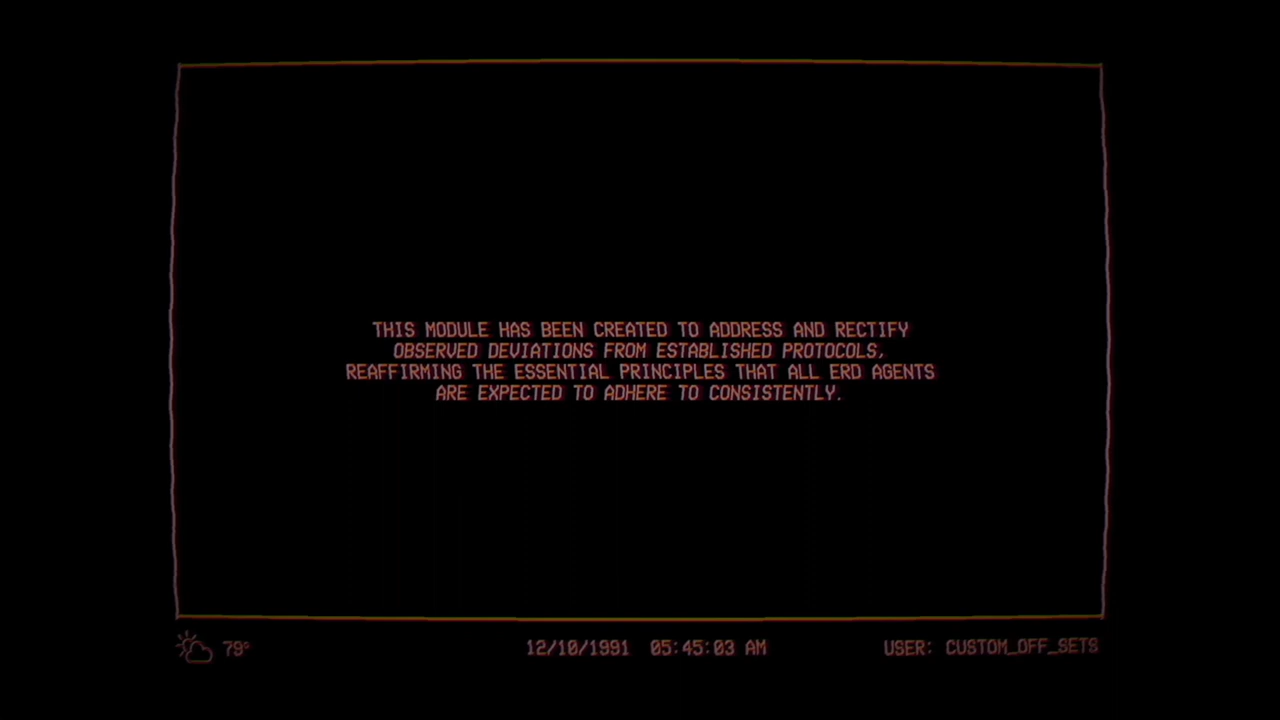 THIS MODULE HAS BEEN CREATED TO ADDRESS AND RECTIFY
OBSERVED DEVIATIONS FROM ESTABLISHED PROTOCOLS,
REAFFIRMING THE ESSENTIAL PRINCIPLES THAT ALL ERD AGENTS
ARE EXPECTED TO ADHERE TO CONSISTENTLY.
79° 12/10/1991 05:45:03 AM USER: CUSTOM_OFF_SETS